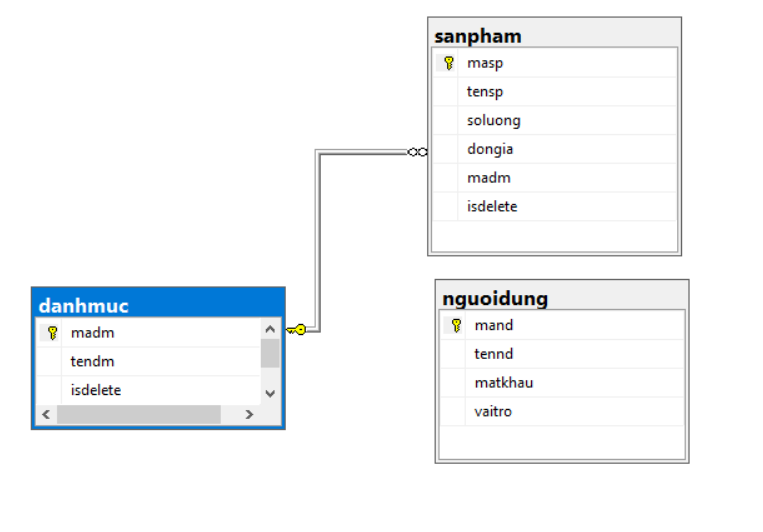 sanpham
masp
tensp
soluong
dongia
madm
isdelete
danhmuc
madm
tendm
isdelete
nguoidung
mand
tennd
matkhau
vaitro